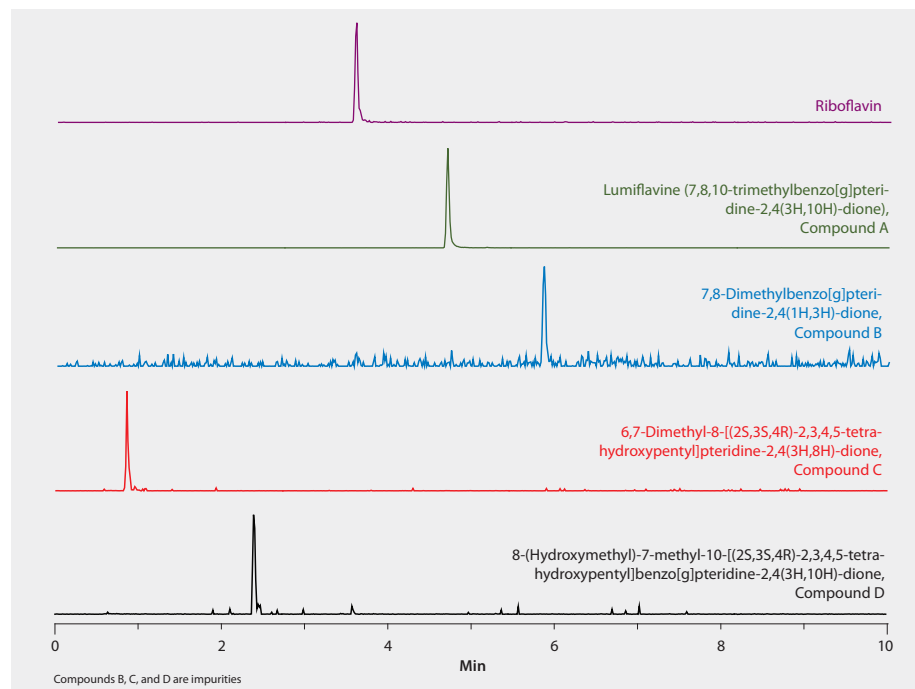 Riboflavin
Lumiflavine (7,8,10-trimethylbenzo[g]pteri-
dine-2,4(3H,10H)-dione),
Compound A
7,8-Dimethylbenzo[g]pteri-
dine-2,4(1H,3H)-dione,
Compound B
6,7-Dimethyl-8-[(2S,3S,4R)-2,3,4,5-tetra-
hydroxypentyl]pteridine-2,4(3H,8H)-dione,
Compound C
8-(Hydroxymethyl)-7-methyl-10-[(2S,3S,4R)-2,3,4,5-tetra-
hydroxypentyl]benzo[g]pteridine-2,4(3H,10H)-dione,
Compound D
0 2 4 6 8 10
Min
Compounds B, C, and D are impurities